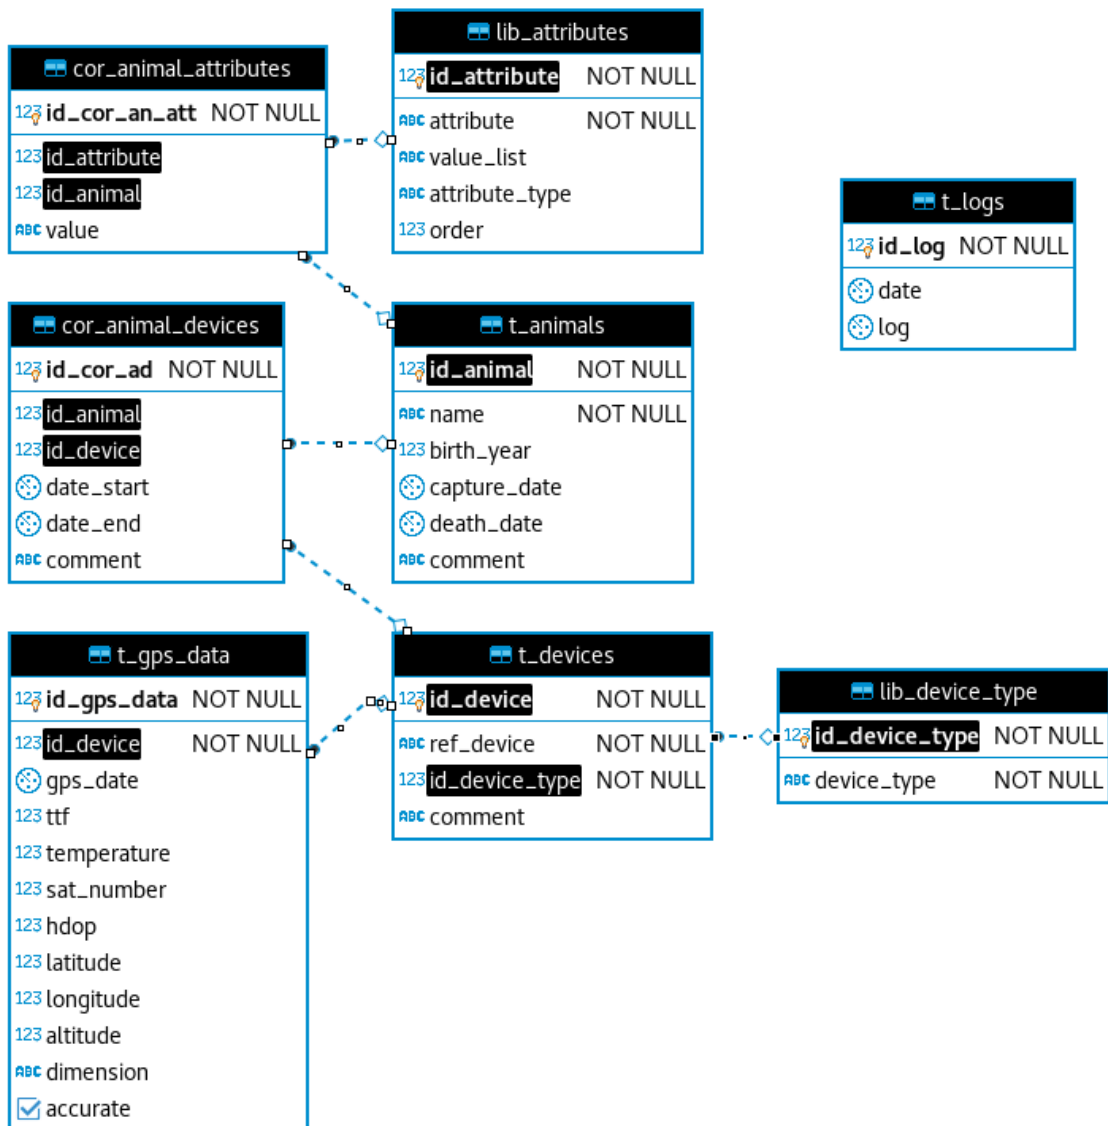 cor_animal_attributes
id_cor_an_att NOT NULL
id_attribute
id_animal
value
lib_attributes
id_attribute NOT NULL
attribute NOT NULL
value_list
attribute_type
order
t_logs
id_log NOT NULL
date
log
cor_animal_devices
id_cor_ad NOT NULL
id_animal
id_device
date_start
date_end
comment
t_animals
id_animal NOT NULL
name NOT NULL
birth_year
capture_date
death_date
comment
t_gps_data
id_gps_data NOT NULL
id_device NOT NULL
gps_date
ttf
temperature
sat_number
hdop
latitude
longitude
altitude
dimension
accurate
t_devices
id_device NOT NULL
ref_device NOT NULL
id_device_type NOT NULL
comment
lib_device_type
id_device_type NOT NULL
device_type NOT NULL